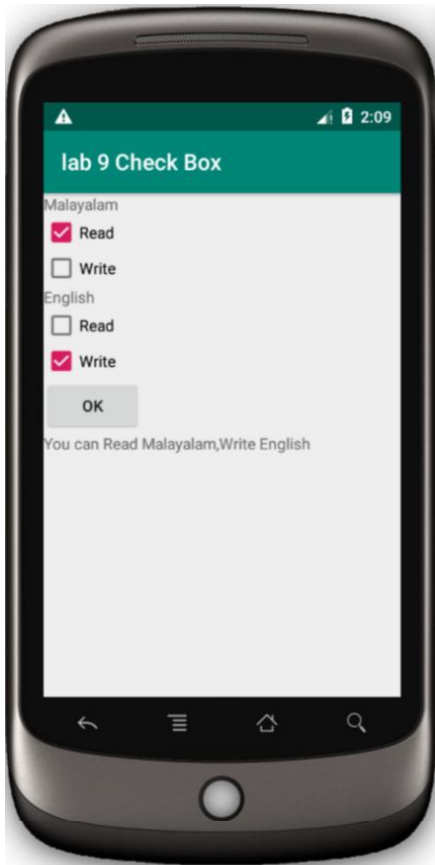 2:09
lab 9 Check Box
Malayalam
Read
Write
English
Read
Write
OK
You can Read Malayalam,Write English